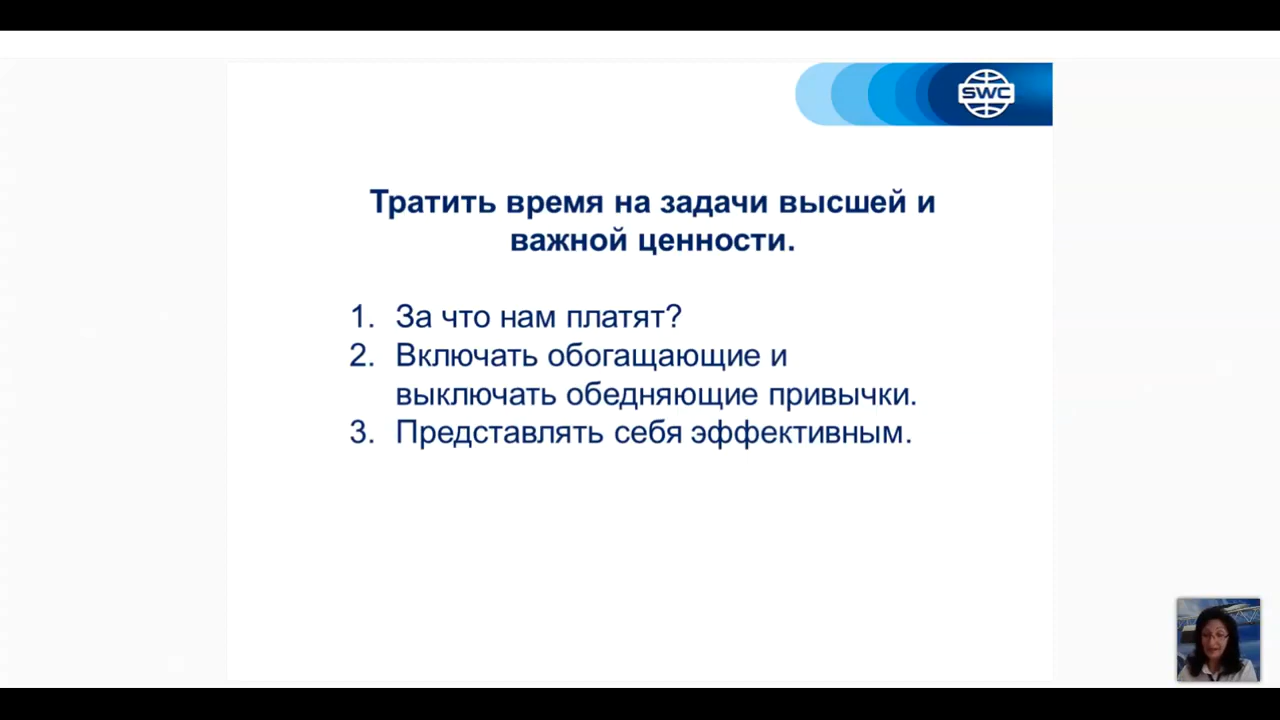 SWC
Тратить время на задачи высшей и
важной ценности.
1. За что нам платят?
2. Включать обогащающие и
выключать обедняющие привычки.
3. Представлять себя эффективным.